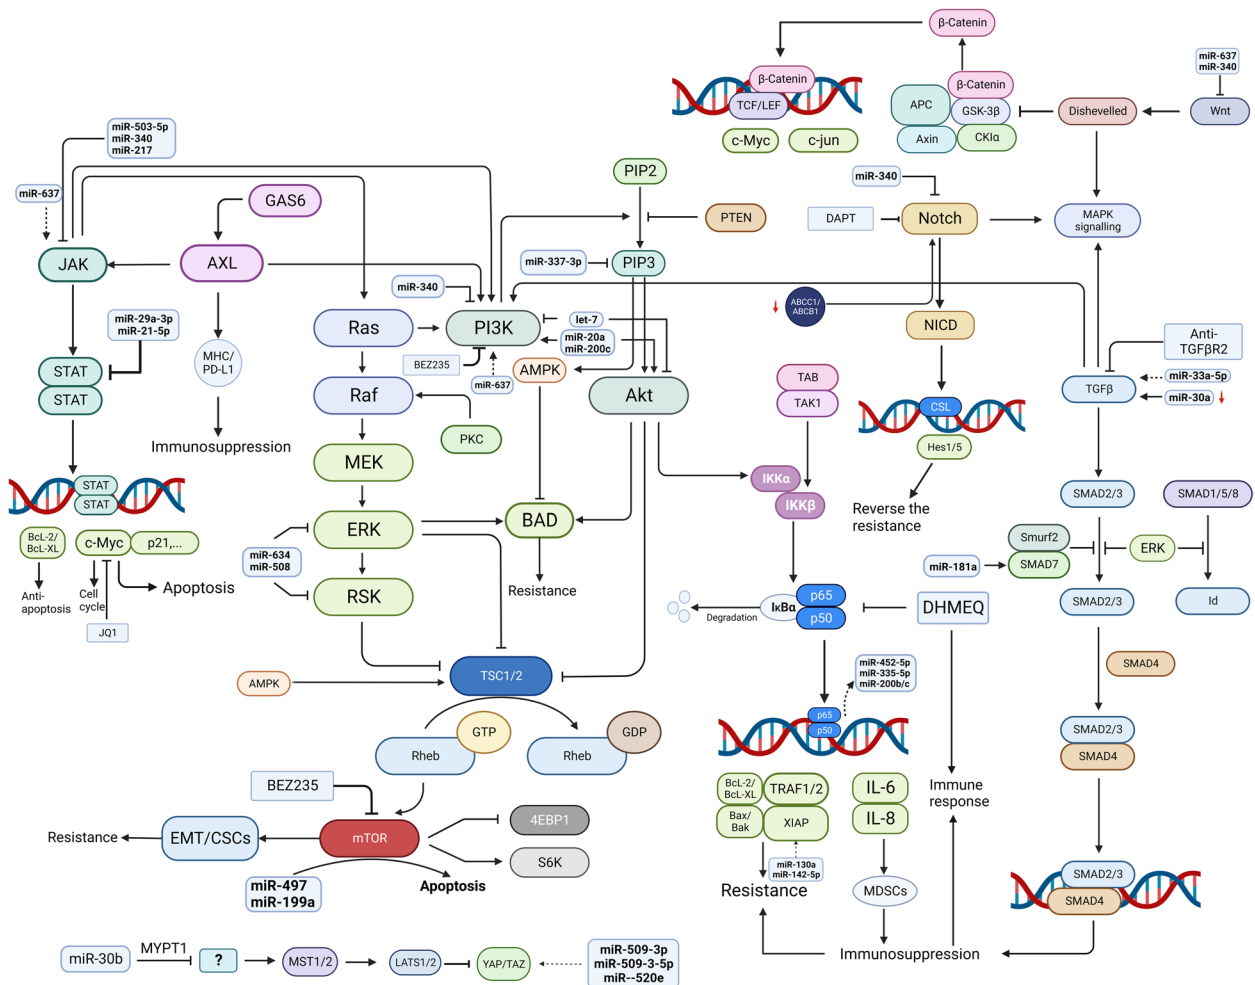 β-Catenin
β-Catenin
TCF/LEF
c-Myc
c-jun
β-Catenin
APC
GSK-3β
Axin
CKIα
Dishevelled
miR-637
miR-340
Wnt
miR-503-5p
miR-340
miR-217
miR-637
GAS6
JAK
AXL
PIP2
PTEN
miR-337-3p
PIP3
miR-340
DAPT
Notch
MAPK
signalling
miR-340
Ras
PI3K
let-7
miR-20a
miR-200c
BEZ235
miR-637
AMPK
ABCC1/
ABCB1
NICD
Anti-
TGFβR2
miR-29a-3p
miR-21-5p
MHC/
PD-L1
STAT
STAT
Immunosuppression
Raf
Akt
PKC
TAB
TAK1
CSL
Hes1/5
TGFβ
miR-33a-5p
miR-30a
MEK
IKKα
IKKβ
Reverse the
resistance
SMAD2/3
SMAD1/5/8
STAT
STAT
BcL-2/
BcL-XL
c-Myc
p21,...
Anti-
apoptosis
Cell
cycle
Apoptosis
JQ1
ERK
BAD
miR-634
miR-508
RSK
Resistance
Smurf2
SMAD7
ERK
miR-181a
SMAD2/3
Id
IκBα
p65
p50
Degradation
DHMEQ
AMPK
TSC1/2
miR-452-5p
miR-335-5p
miR-200b/c
SMAD4
p65
p50
GTP
Rheb
GDP
Rheb
SMAD2/3
SMAD4
BEZ235
BcL-2/
BcL-XL
TRAF1/2
Bax/
Bak
XIAP
IL-6
IL-8
Immune
response
Resistance
EMT/CSCs
mTOR
4EBP1
S6K
miR-497
miR-199a
Apoptosis
miR-130a
miR-142-5p
Resistance
MDSCs
SMAD2/3
SMAD4
Immunosuppression
miR-30b
MYPT1
?
MST1/2
LATS1/2
YAP/TAZ
miR-509-3p
miR-509-3-5p
miR--520e